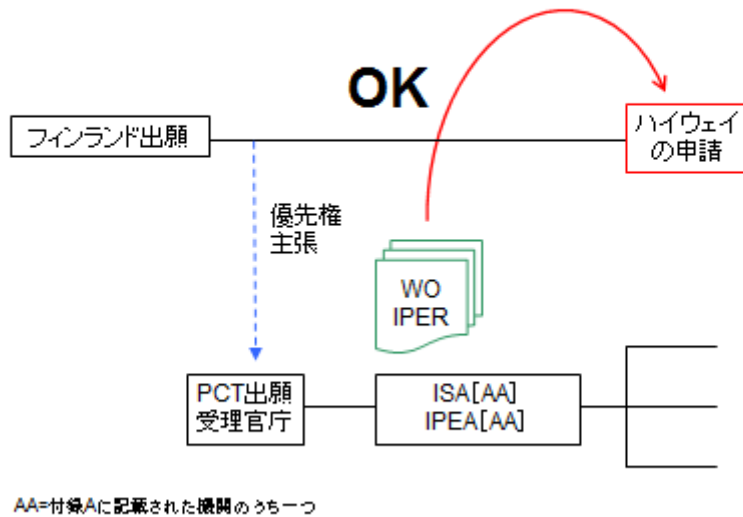 OK
フィンランド出願
ハイウェイ
の申請
優先権
主張
WO
IPER
PCT出願
受理官庁
ISA[AA]
IPEA[AA]
AA=付録Aに記載された機関のうち一つ